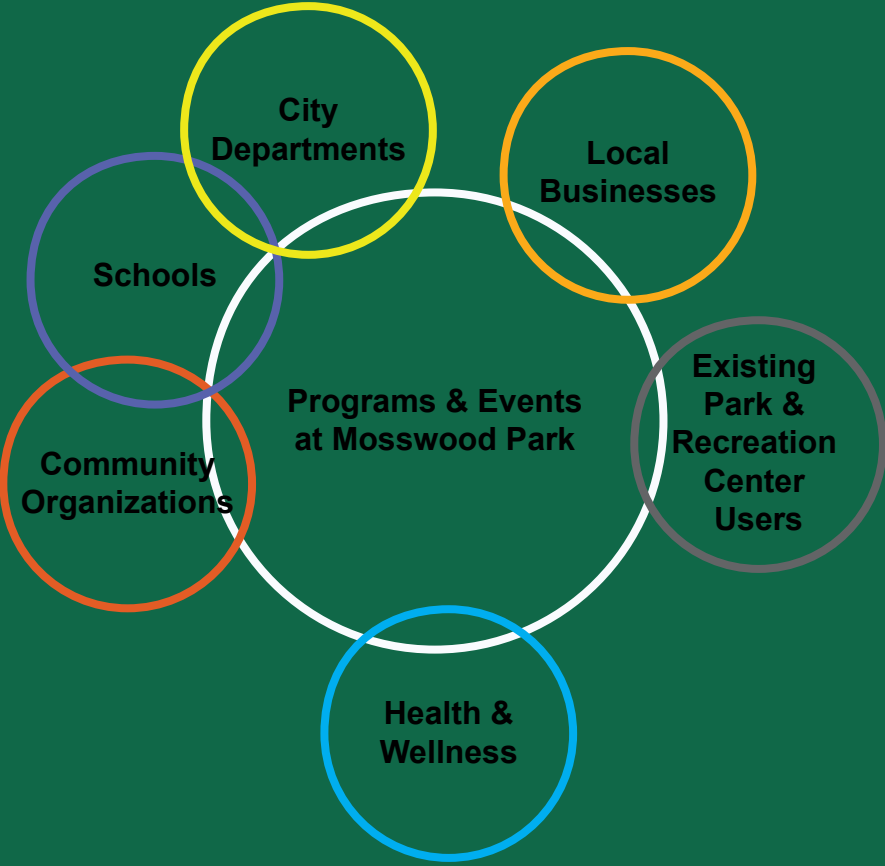 City
Departments
Local
Businesses
Schools
Existing
Park &
Recreation
Center
Users
Programs & Events
at Mosswood Park
Community
Organizations
Health &
Wellness